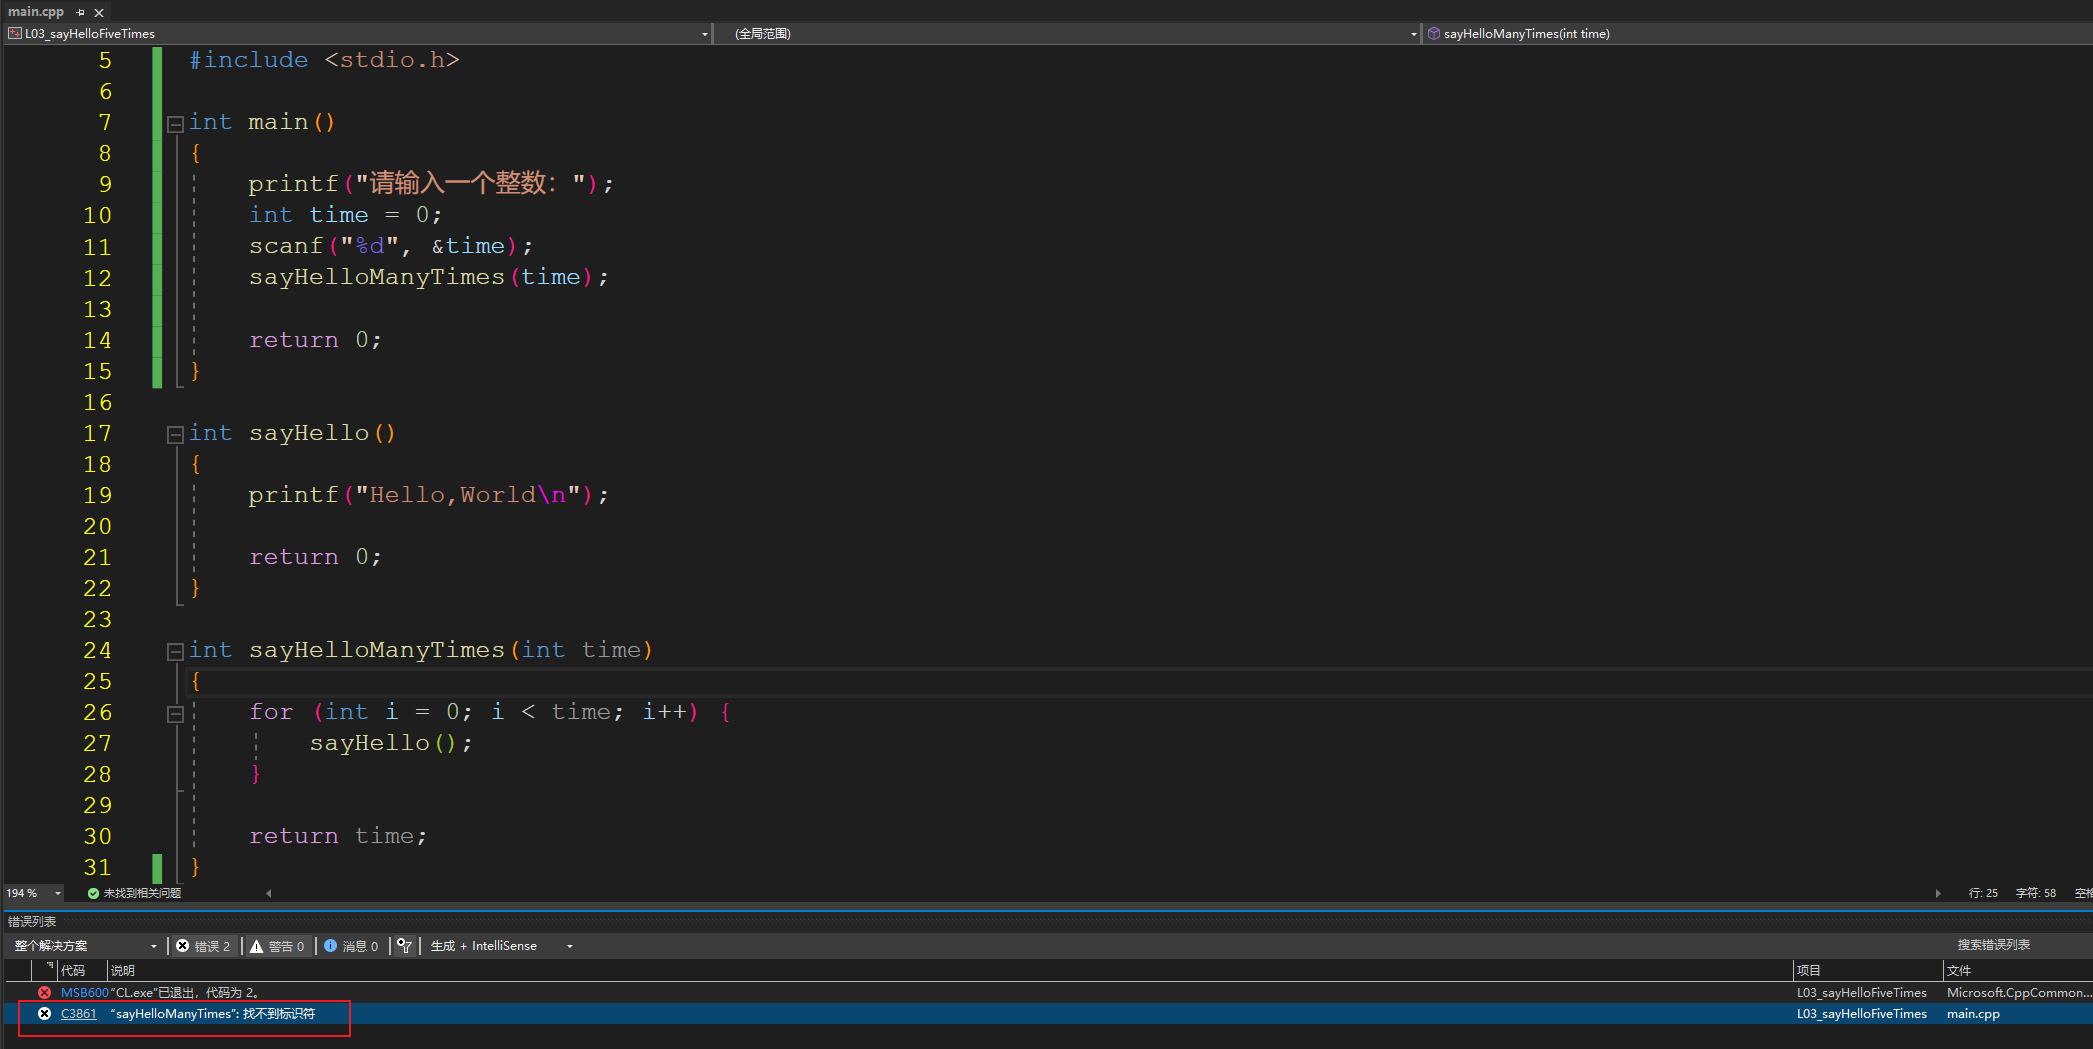 main.cpp
L03_sayHelloFiveTimes (全局范围) sayHelloManyTimes(int time)
5 #include <stdio.h>
6
7 int main()
8 {
9 printf("请输入一个整数：");
10 int time = 0;
11 scanf("%d", &time);
12 sayHelloManyTimes(time);
13
14 return 0;
15 }
16
17 int sayHello()
18 {
19 printf("Hello,World\n");
20
21 return 0;
22 }
23
24 int sayHelloManyTimes(int time)
25 {
26 for (int i = 0; i < time; i++) {
27 sayHello();
28 }
29
30 return time;
31 }
194 % 未找到相关问题 行: 25 字符: 58
错误列表
整个解决方案 错误 2 警告 0 消息 0 生成 + IntelliSense 搜索错误列表
代码 说明 项目 文件
MSB600 “CL.exe”已退出，代码为 2。 L03_sayHelloFiveTimes Microsoft.CppCommon...
C3861 “sayHelloManyTimes”: 找不到标识符 L03_sayHelloFiveTimes main.cpp